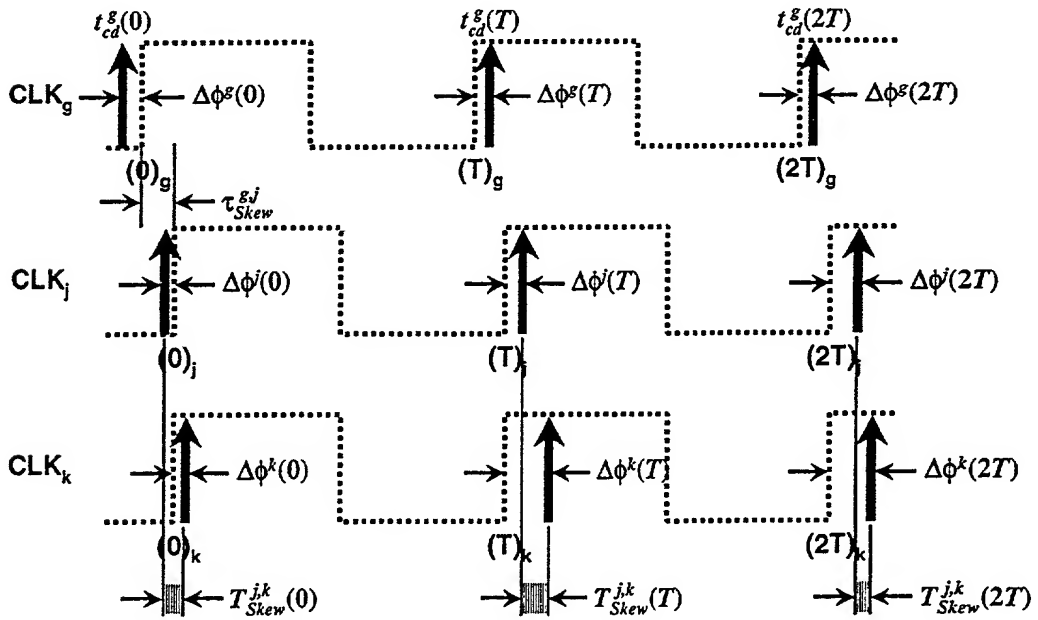 t_cd^g(0) t_cd^g(T) t_cd^g(2T)
CLK_g Δϕ^g(0) Δϕ^g(T) Δϕ^g(2T)
(0)_g (T)_g (2T)_g
τ_Skew^g,j
CLK_j Δϕ^j(0) Δϕ^j(T) Δϕ^j(2T)
(0)_j (T)_j (2T)_j
CLK_k Δϕ^k(0) Δϕ^k(T) Δϕ^k(2T)
(0)_k (T)_k (2T)_k
T_Skew^j,k(0) T_Skew^j,k(T) T_Skew^j,k(2T)